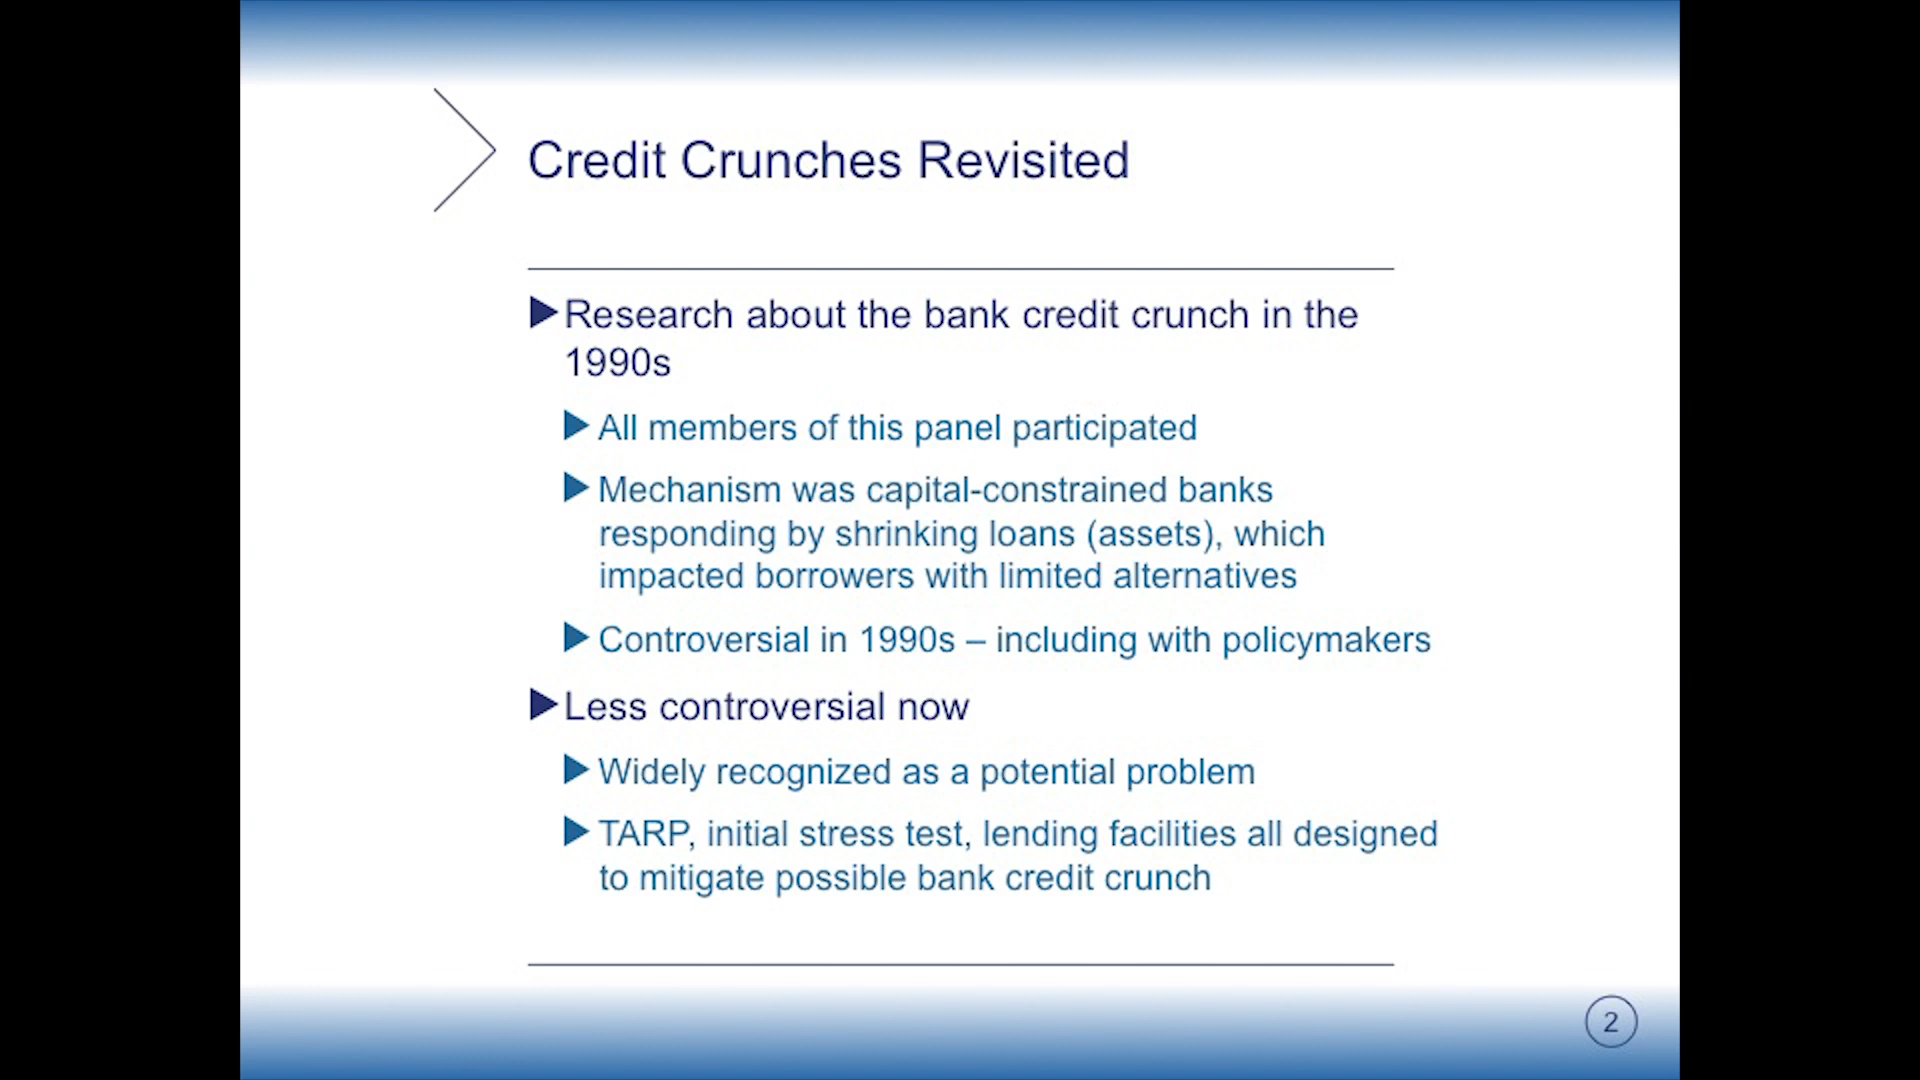 Credit Crunches Revisited
Research about the bank credit crunch in the
1990s
All members of this panel participated
Mechanism was capital-constrained banks
responding by shrinking loans (assets), which
impacted borrowers with limited alternatives
Controversial in 1990s – including with policymakers
Less controversial now
Widely recognized as a potential problem
TARP, initial stress test, lending facilities all designed
to mitigate possible bank credit crunch
2